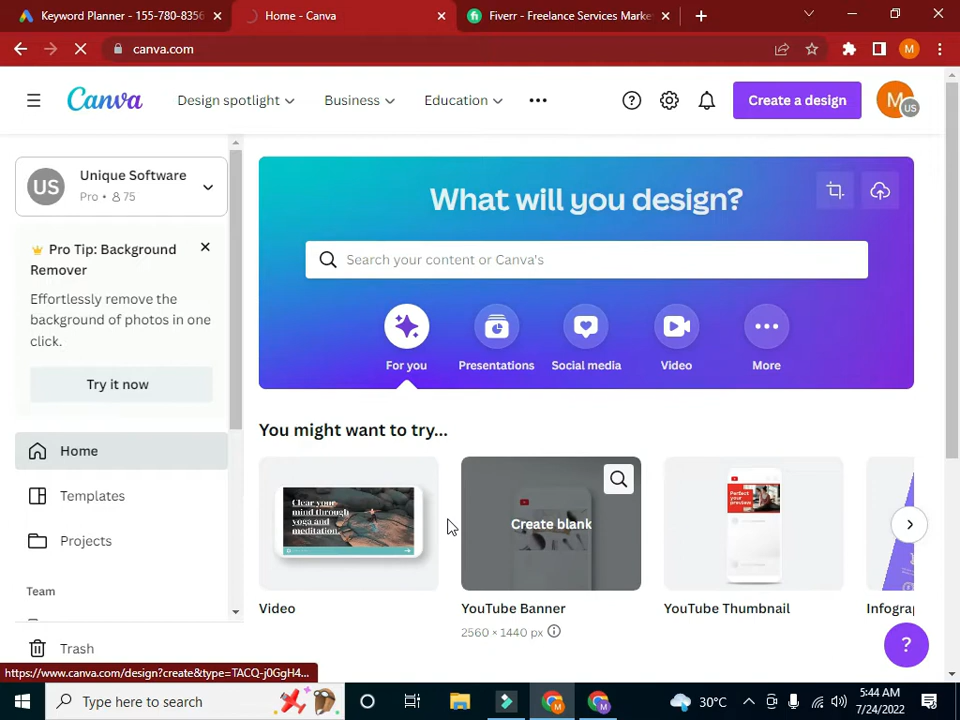 Keyword Planner - 155-780-8356
Home - Canva
Fiverr - Freelance Services Marke
canva.com
M
Canva
Design spotlight
Business
Education
Create a design
M
US
US
Unique Software
Pro • 75
Pro Tip: Background
Remover
Effortlessly remove the
background of photos in one
click.
Try it now
Home
Templates
Projects
Team
Trash
What will you design?
Search your content or Canva's
For you
Presentations
Social media
Video
More
You might want to try...
Clear your
mind through
yoga and
meditation.
Create blank
Perfect
your
preview
Video
YouTube Banner
YouTube Thumbnail
Infograp
2560 × 1440 px
?
https://www.canva.com/design?create&type=TACQ-j0GgH4...
Type here to search
30°C
5:44 AM
7/24/2022